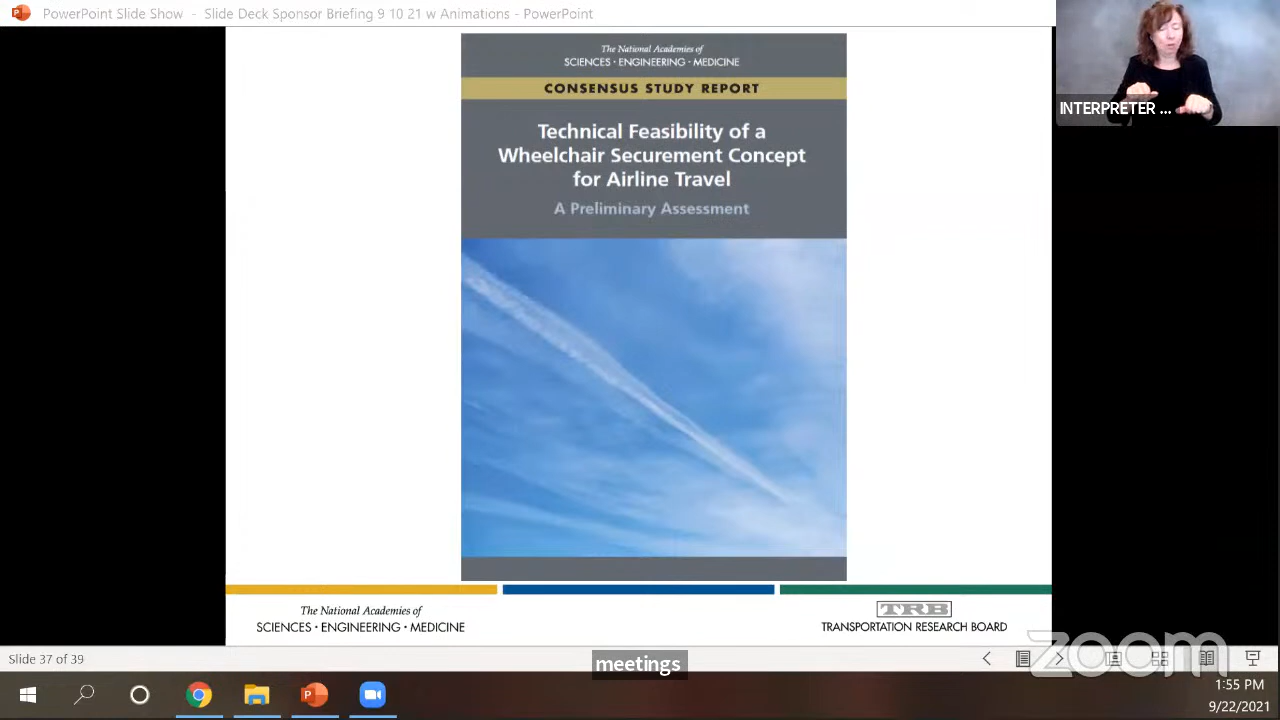 PowerPoint Slide Show - Slide Deck Sponsor Briefing 9 10 21 w Animations - PowerPoint
INTERPRETER ...
The National Academies of
SCIENCES · ENGINEERING · MEDICINE
CONSENSUS STUDY REPORT
Technical Feasibility of a
Wheelchair Securement Concept
for Airline Travel
A Preliminary Assessment
The National Academies of
SCIENCES · ENGINEERING · MEDICINE
TRB
TRANSPORTATION RESEARCH BOARD
zoom
Slide 37 of 39
meetings
1:55 PM
9/22/2021